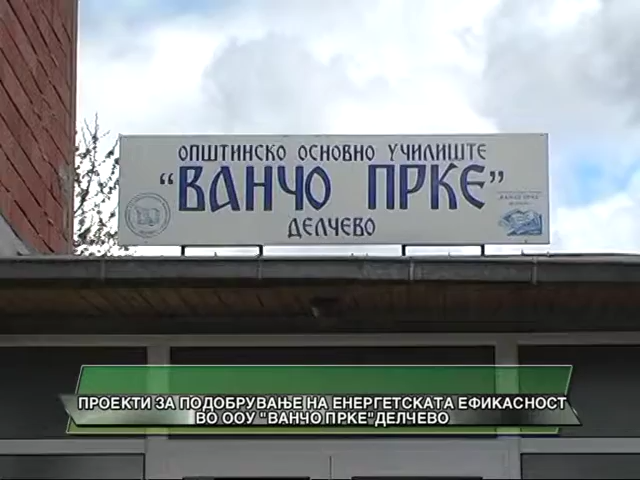 ОПШТИНСКО ОСНОВНО УЧИЛИШТЕ
“ВАНЧО ПРКЕ”
ДЕЛЧЕВО
ПРОЕКТИ ЗА ПОДОБРУВАЊЕ НА ЕНЕРГЕТСКАТА ЕФИКАСНОСТ
ВО ООУ "ВАНЧО ПРКЕ"ДЕЛЧЕВО